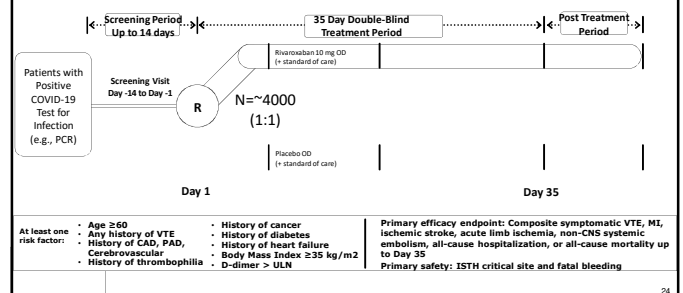 Screening Period
Up to 14 days
35 Day Double-Blind
Treatment Period
Post Treatment
Period
Patients with
Positive
COVID-19
Test for
Infection
(e.g., PCR)
Screening Visit
Day -14 to Day -1
R
N=~4000
(1:1)
Rivaroxaban 10 mg OD
(+ standard of care)
Placebo OD
(+ standard of care)
Day 1
Day 35
At least one
risk factor:
• Age ≥60
• Any history of VTE
• History of CAD, PAD,
Cerebrovascular
• History of thrombophilia
• History of cancer
• History of diabetes
• History of heart failure
• Body Mass Index ≥35 kg/m2
• D-dimer > ULN
Primary efficacy endpoint: Composite symptomatic VTE, MI,
ischemic stroke, acute limb ischemia, non-CNS systemic
embolism, all-cause hospitalization, or all-cause mortality up
to Day 35
Primary safety: ISTH critical site and fatal bleeding
24